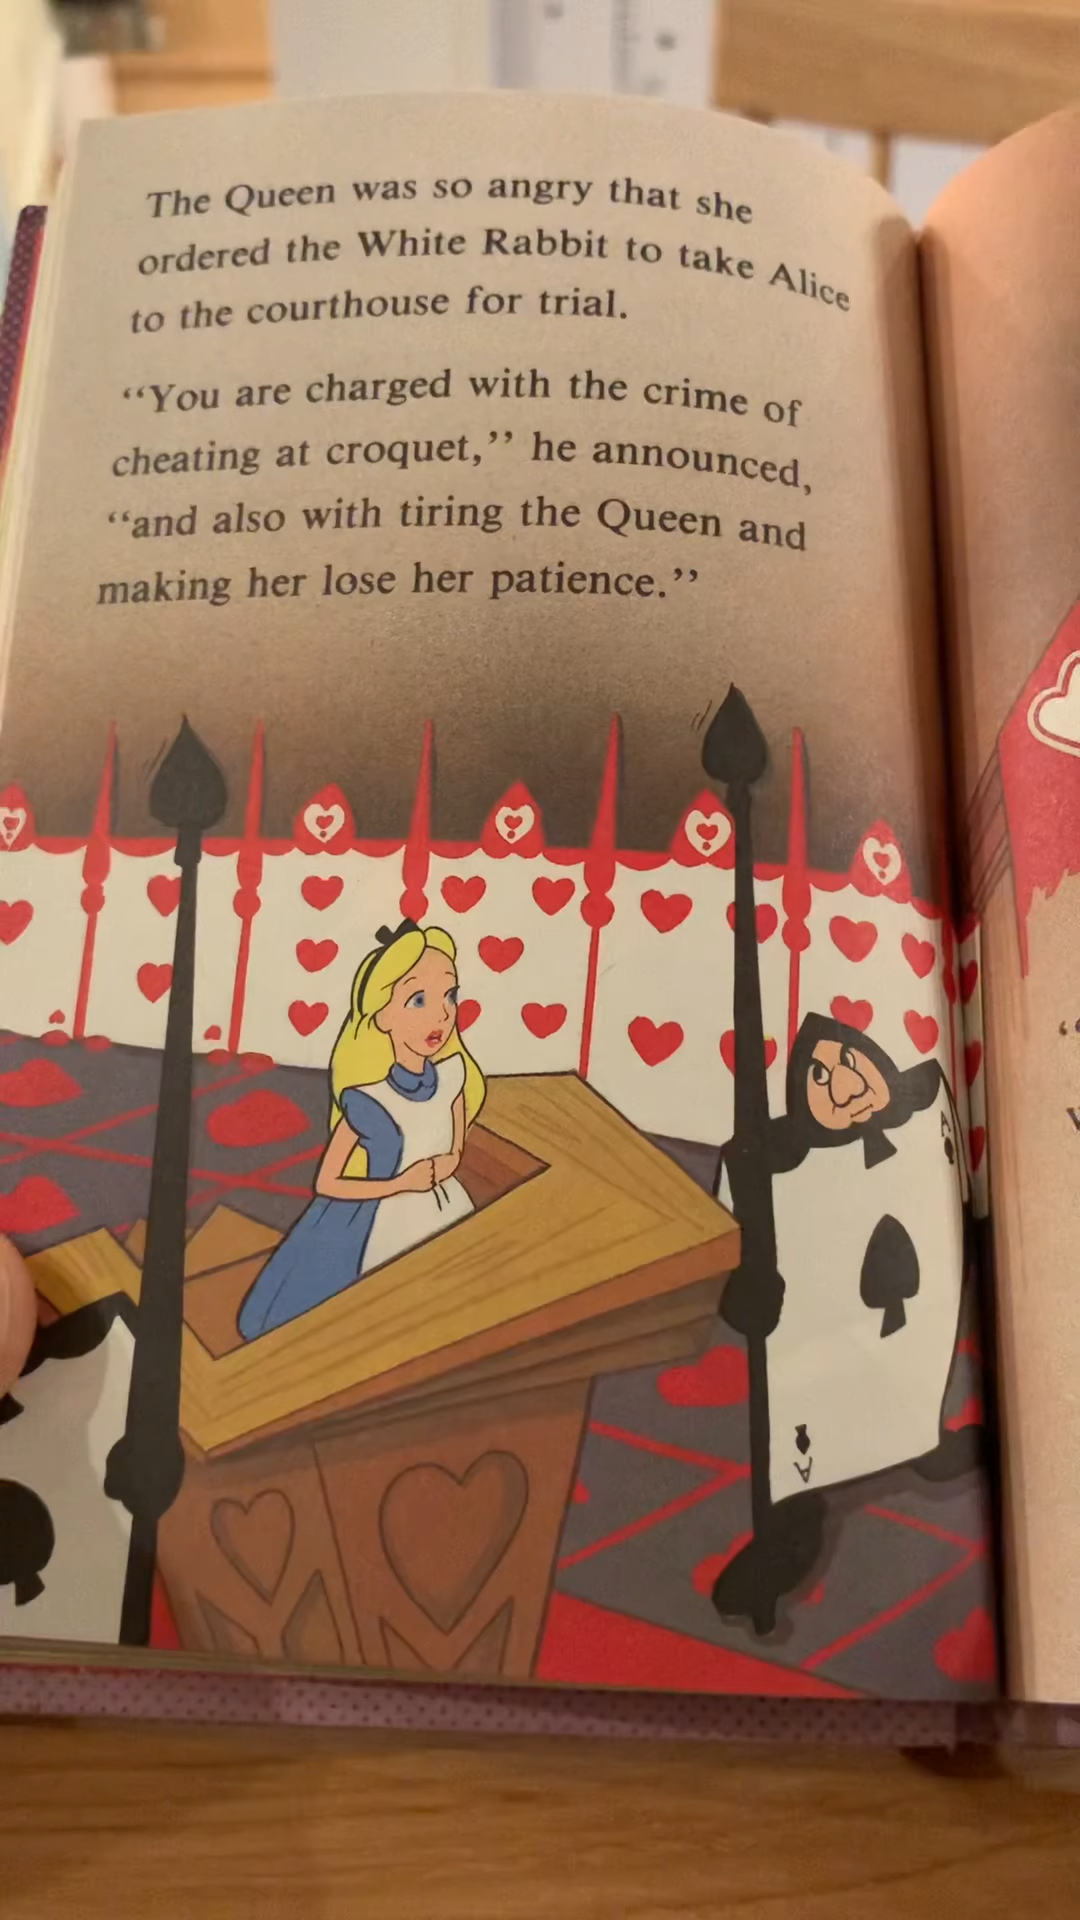 The Queen was so angry that she
ordered the White Rabbit to take Alice
to the courthouse for trial.
“You are charged with the crime of
cheating at croquet,” he announced,
“and also with tiring the Queen and
making her lose her patience.”
A
A